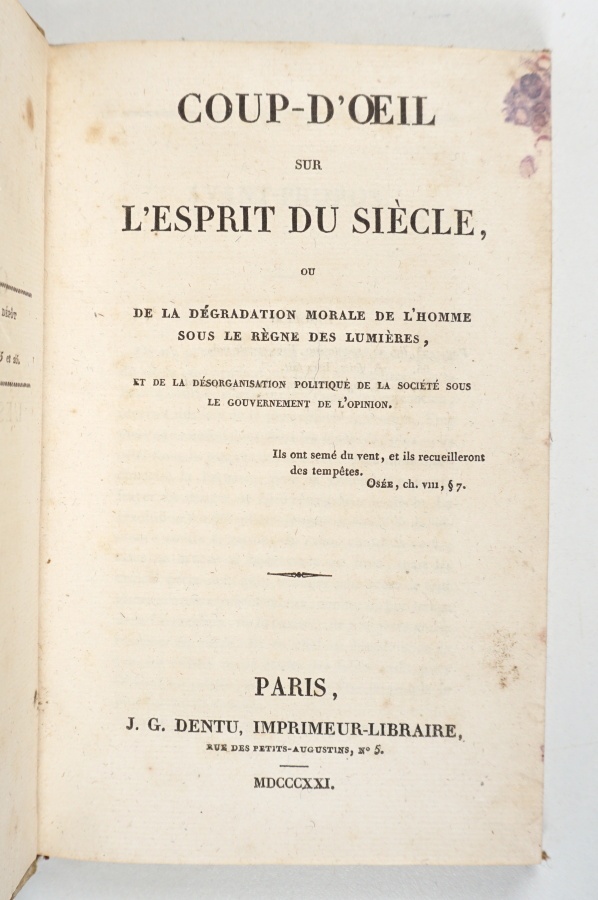 COUP-D'ŒIL
SUR
L'ESPRIT DU SIÈCLE,
OU
DE LA DÉGRADATION MORALE DE L'HOMME
SOUS LE RÈGNE DES LUMIÈRES,
ET DE LA DÉSORGANISATION POLITIQUE DE LA SOCIÉTÉ SOUS
LE GOUVERNEMENT DE L'OPINION.
Ils ont semé du vent, et ils recueilleront
des tempêtes.
OSÉE, ch. VIII, § 7.
PARIS,
J. G. DENTU, IMPRIMEUR-LIBRAIRE,
RUE DES PETITS-AUGUSTINS, Nº 5.
MDCCCXXI.